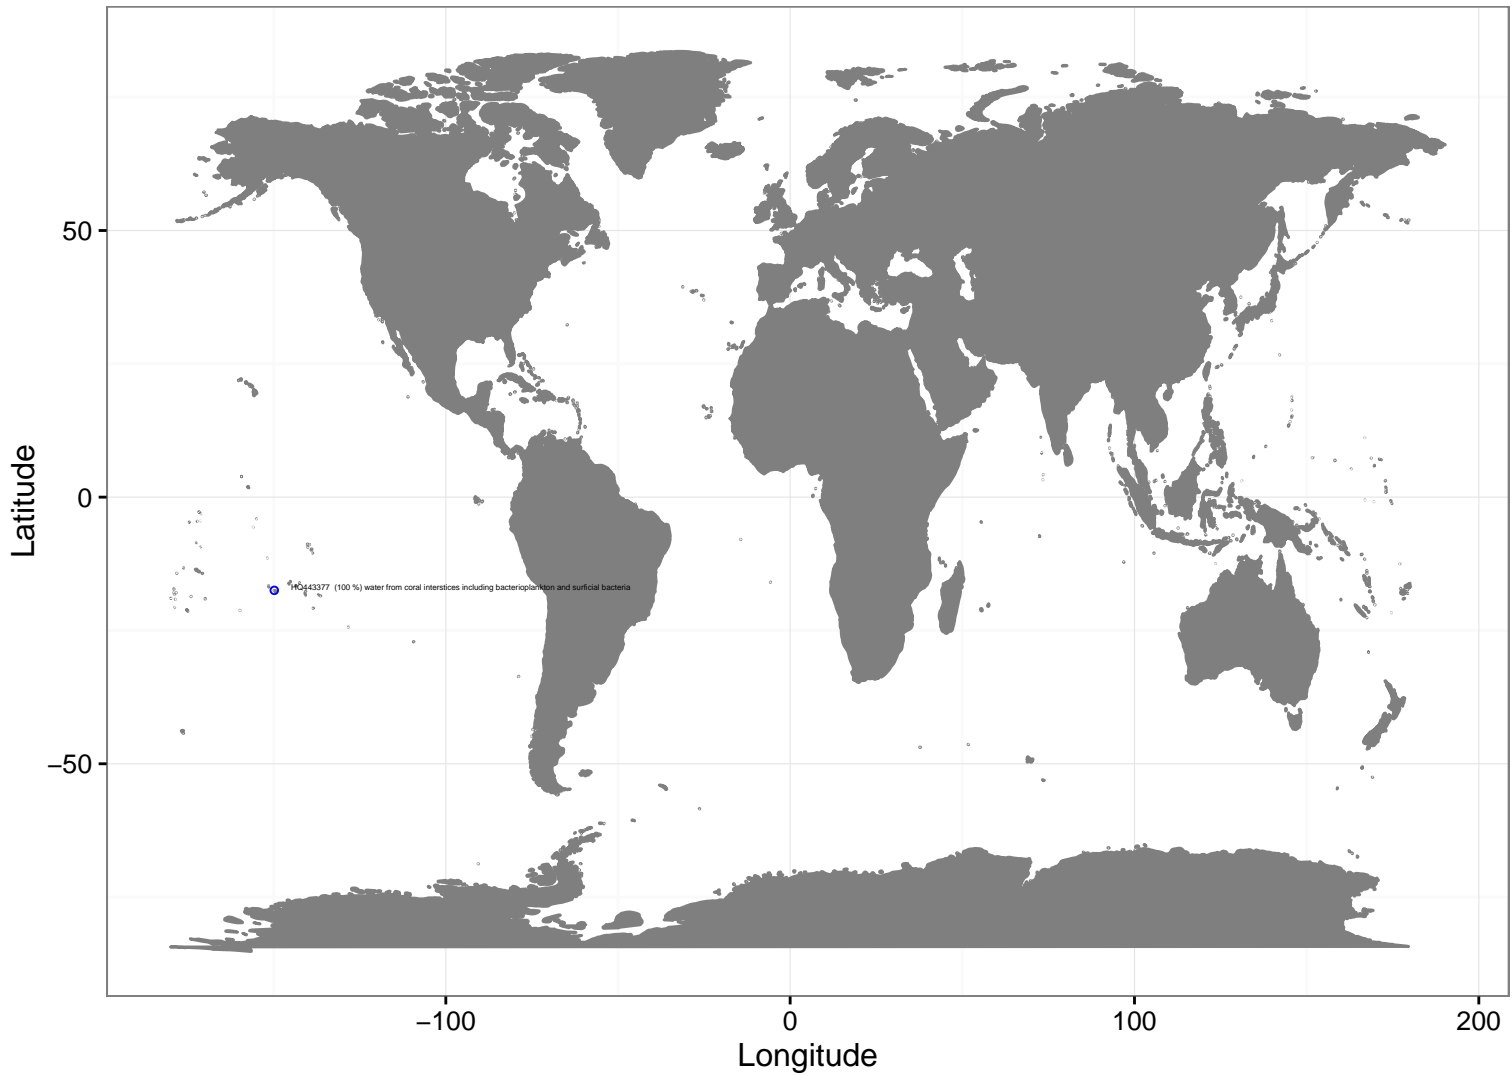 50
0
−50
−100
0
100
200
Latitude
Longitude
HQ443377 (100 %) water from coral interstices including bacterioplankton and surficial bacteria